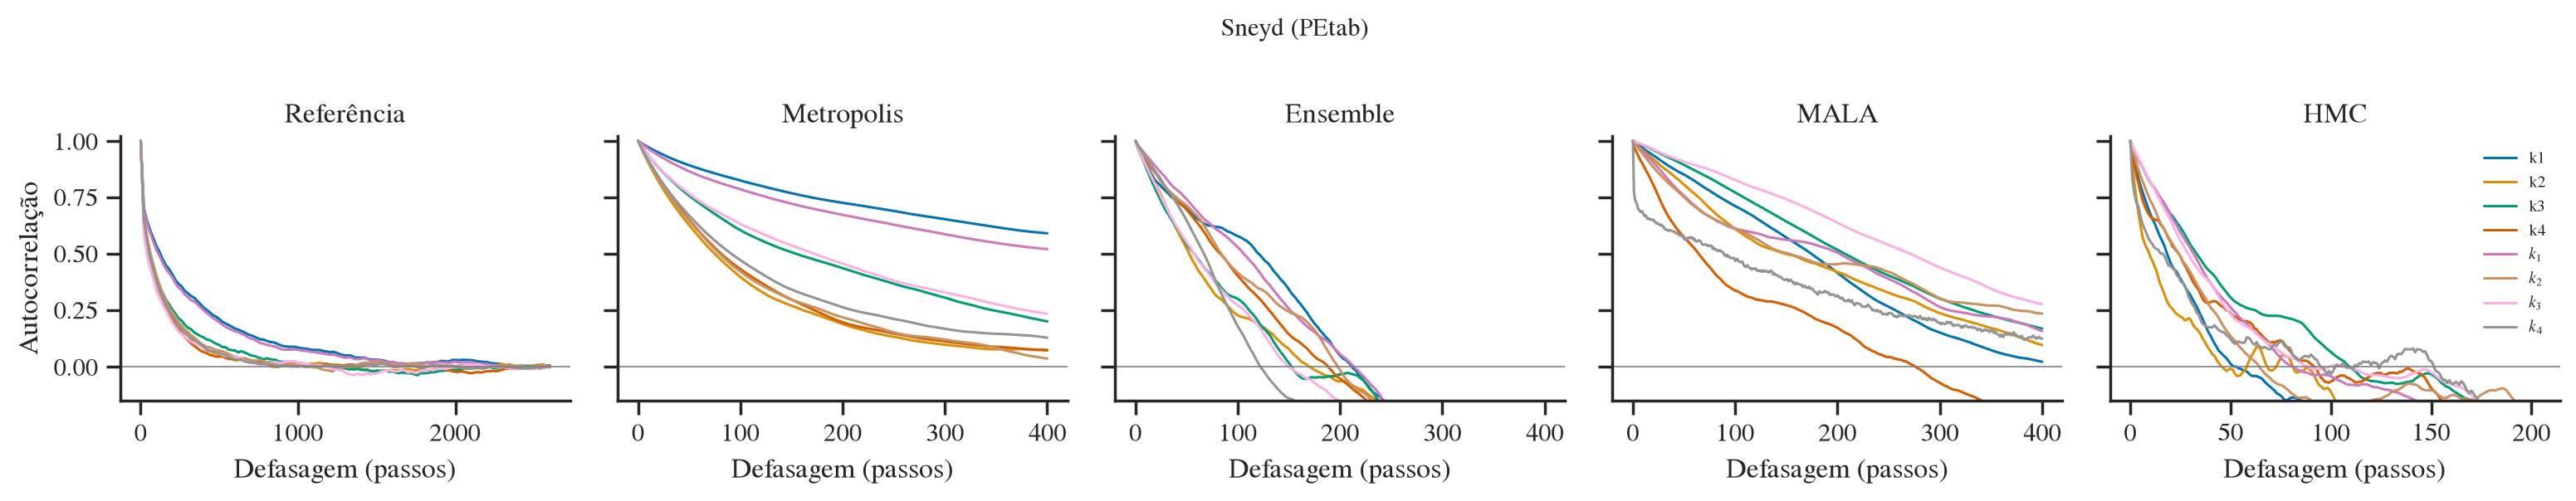 Sneyd (PEtab)
Referência
Metropolis
Ensemble
MALA
HMC
Autocorrelação
1.00
0.75
0.50
0.25
0.00
0 1000 2000
0 100 200 300 400
0 100 200 300 400
0 100 200 300 400
0 50 100 150 200
Defasagem (passos)
Defasagem (passos)
Defasagem (passos)
Defasagem (passos)
Defasagem (passos)
k1
k2
k3
k4
k₁
k₂
k₃
k₄